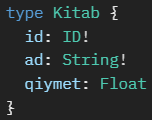 type Kitab {
  id: ID!
  ad: String!
  qiymet: Float
}